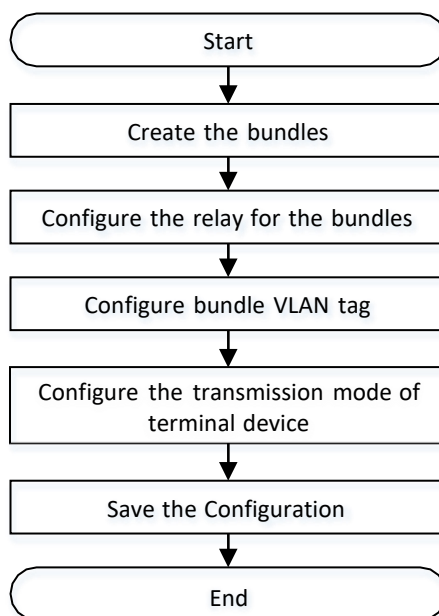 Start
Create the bundles
Configure the relay for the bundles
Configure bundle VLAN tag
Configure the transmission mode of
terminal device
Save the Configuration
End